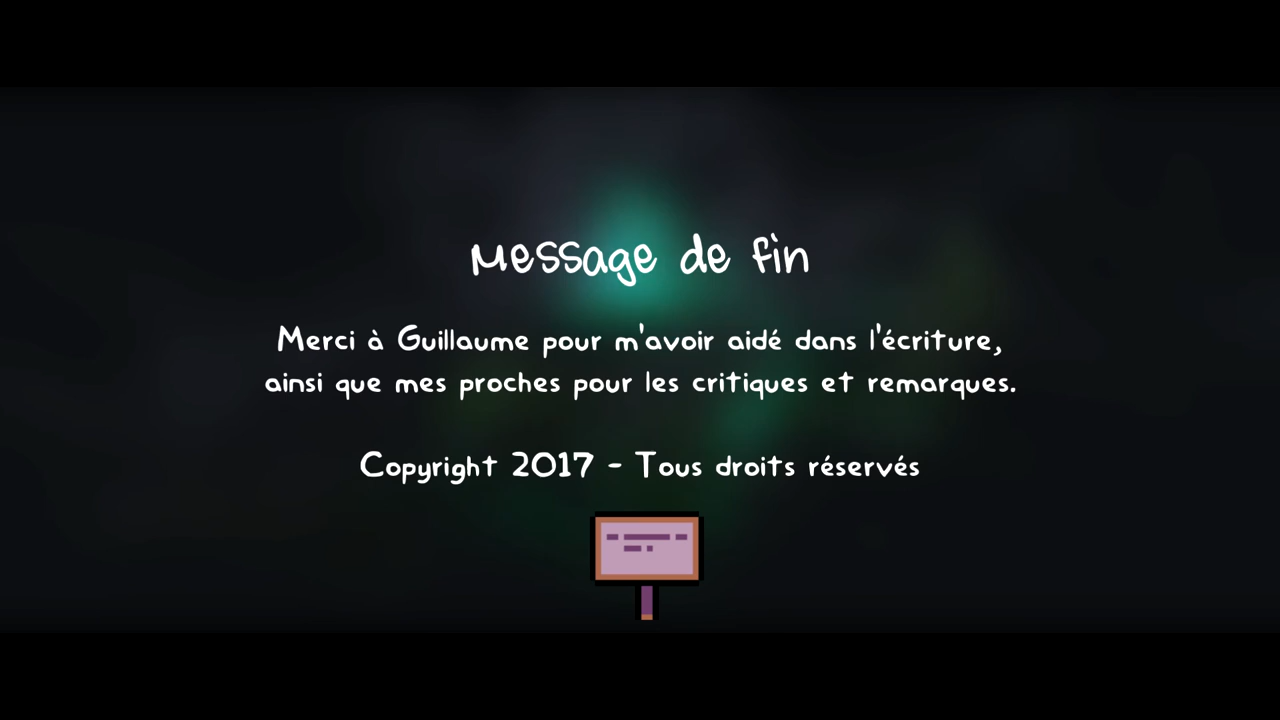 Message de fin
Merci à Guillaume pour m'avoir aidé dans l'écriture,
ainsi que mes proches pour les critiques et remarques.
Copyright 2017 - Tous droits réservés